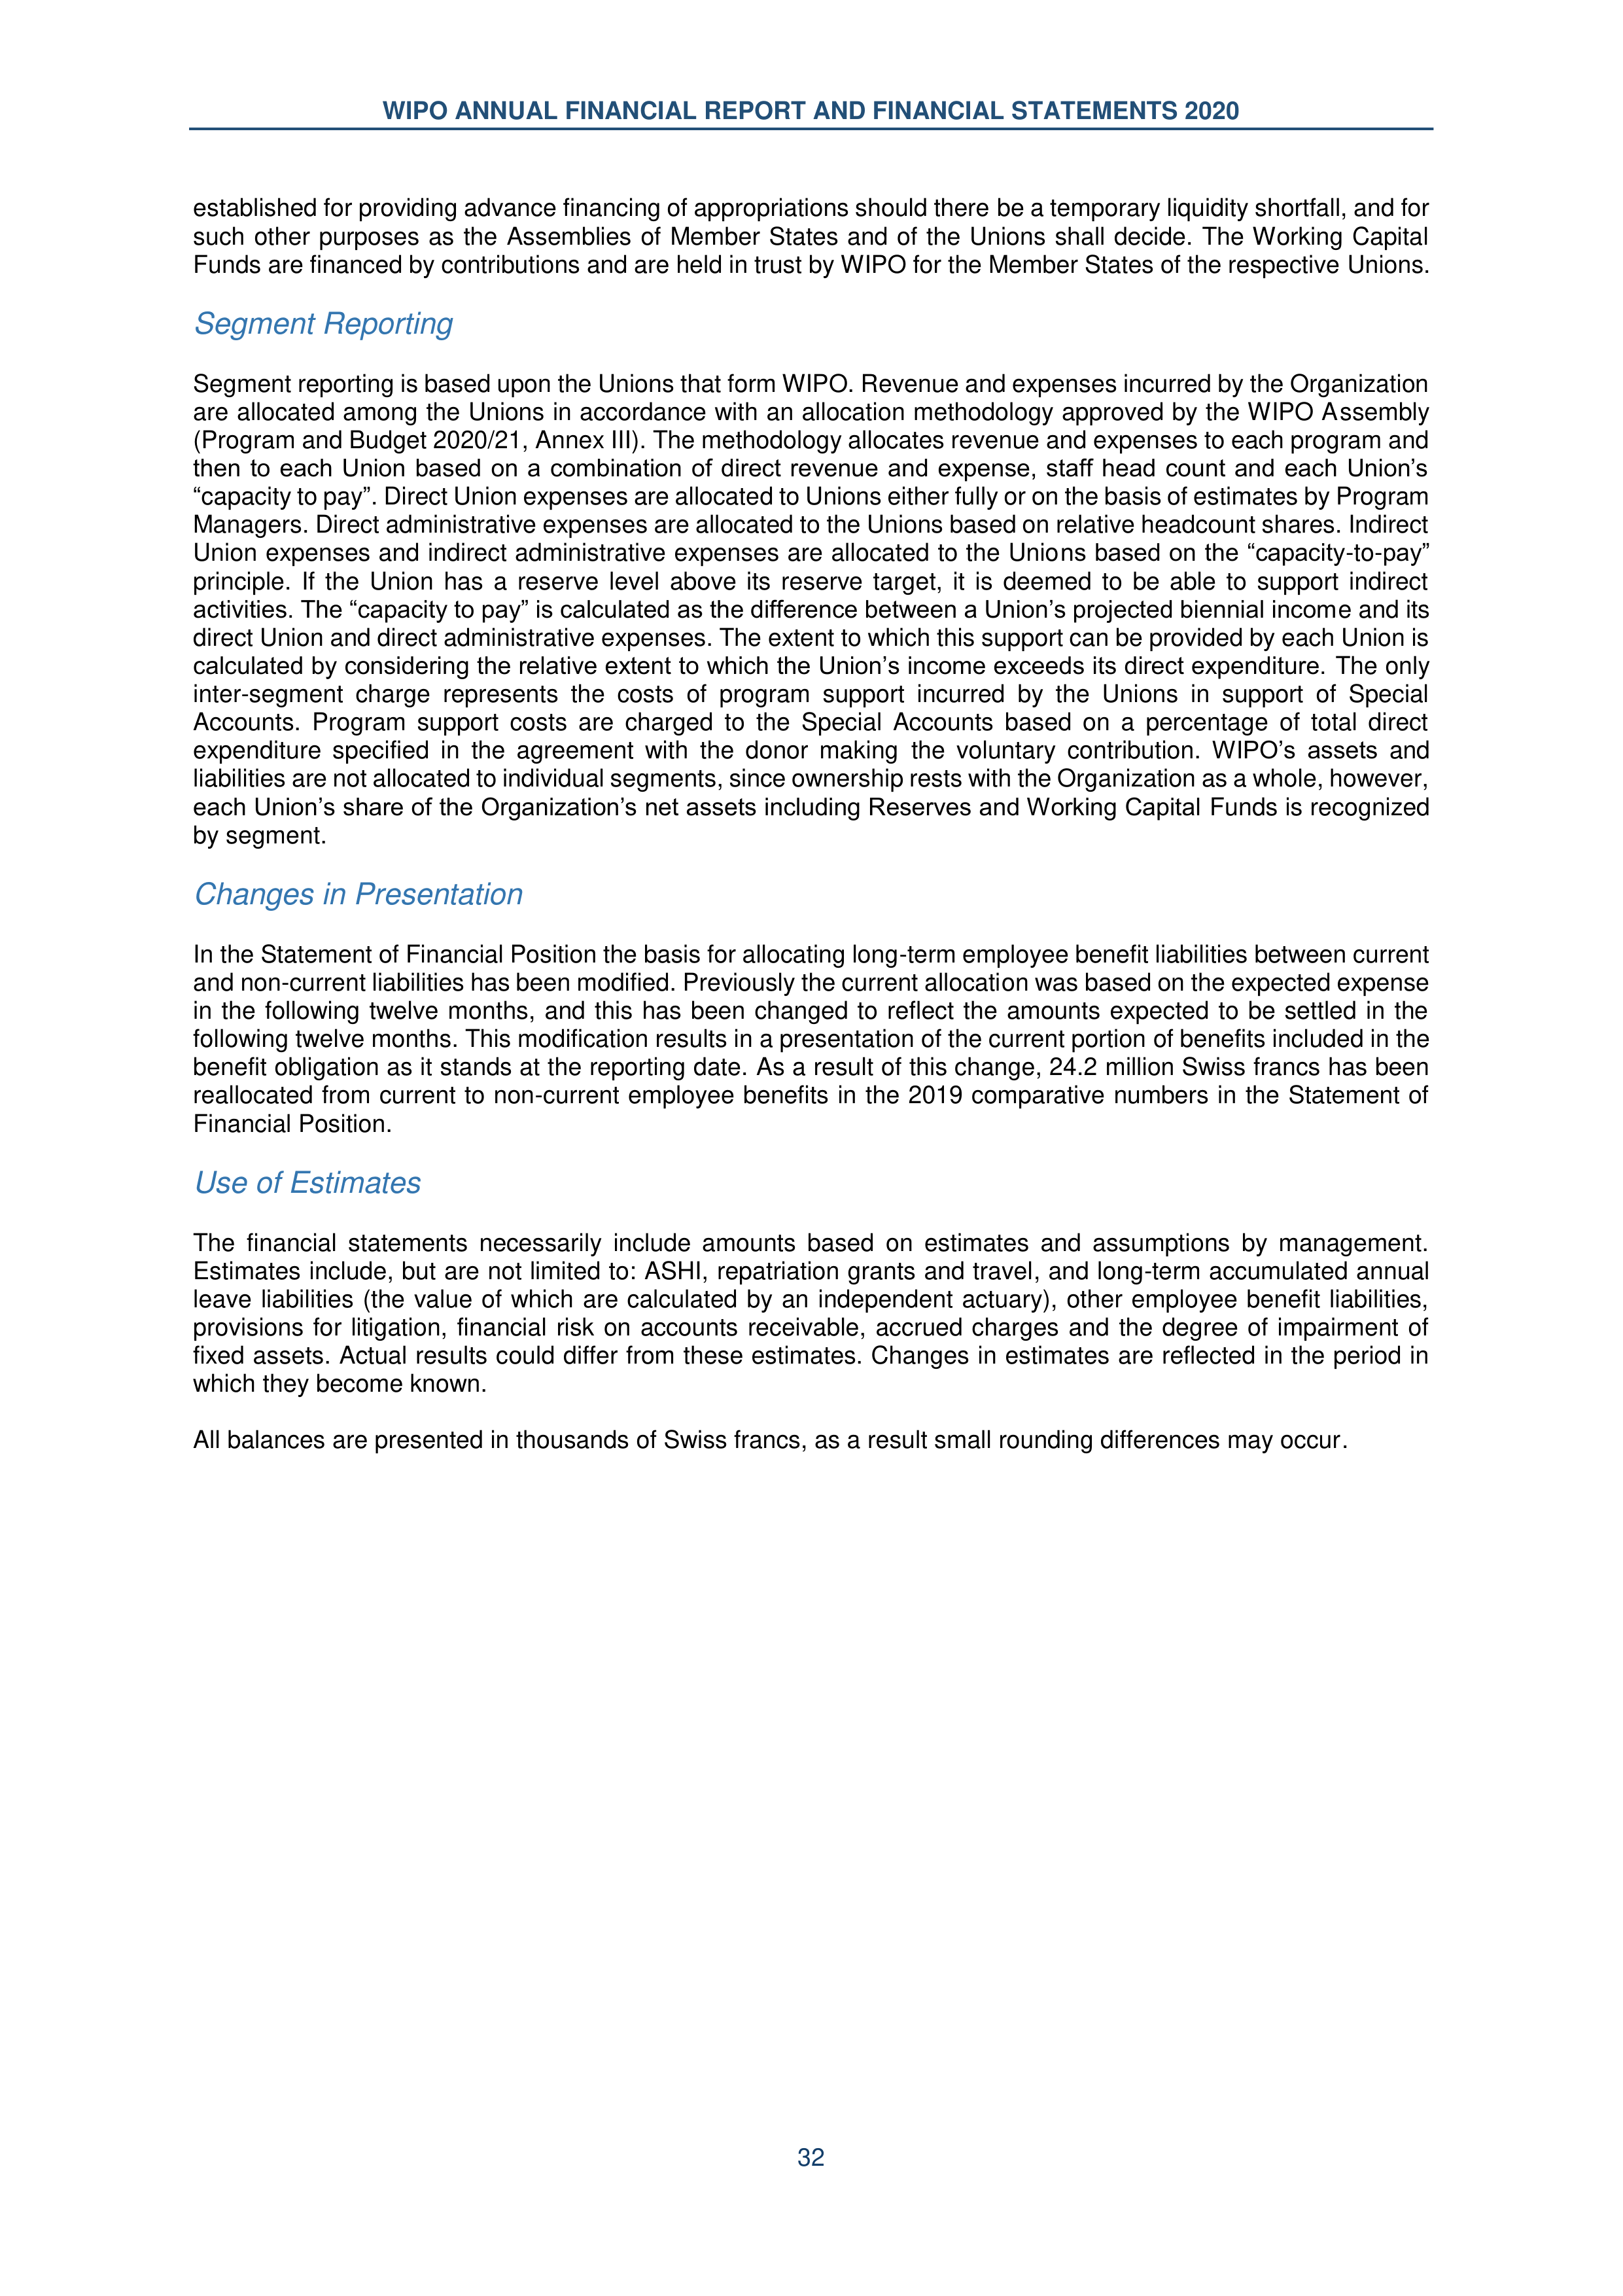 WIPO ANNUAL FINANCIAL REPORT AND FINANCIAL STATEMENTS 2020
established for providing advance financing of appropriations should there be a temporary liquidity shortfall, and for
such other purposes as the Assemblies of Member States and of the Unions shall decide. The Working Capital
Funds are financed by contributions and are held in trust by WIPO for the Member States of the respective Unions.
Segment Reporting
Segment reporting is based upon the Unions that form WIPO. Revenue and expenses incurred by the Organization
are allocated among the Unions in accordance with an allocation methodology approved by the WIPO Assembly
(Program and Budget 2020/21, Annex III). The methodology allocates revenue and expenses to each program and
then to each Union based on a combination of direct revenue and expense, staff head count and each Union’s
“capacity to pay”. Direct Union expenses are allocated to Unions either fully or on the basis of estimates by Program
Managers. Direct administrative expenses are allocated to the Unions based on relative headcount shares. Indirect
Union expenses and indirect administrative expenses are allocated to the Unions based on the “capacity-to-pay”
principle. If the Union has a reserve level above its reserve target, it is deemed to be able to support indirect
activities. The “capacity to pay” is calculated as the difference between a Union’s projected biennial income and its
direct Union and direct administrative expenses. The extent to which this support can be provided by each Union is
calculated by considering the relative extent to which the Union’s income exceeds its direct expenditure. The only
inter-segment charge represents the costs of program support incurred by the Unions in support of Special
Accounts. Program support costs are charged to the Special Accounts based on a percentage of total direct
expenditure specified in the agreement with the donor making the voluntary contribution. WIPO’s assets and
liabilities are not allocated to individual segments, since ownership rests with the Organization as a whole, however,
each Union’s share of the Organization’s net assets including Reserves and Working Capital Funds is recognized
by segment.
Changes in Presentation
In the Statement of Financial Position the basis for allocating long-term employee benefit liabilities between current
and non-current liabilities has been modified. Previously the current allocation was based on the expected expense
in the following twelve months, and this has been changed to reflect the amounts expected to be settled in the
following twelve months. This modification results in a presentation of the current portion of benefits included in the
benefit obligation as it stands at the reporting date. As a result of this change, 24.2 million Swiss francs has been
reallocated from current to non-current employee benefits in the 2019 comparative numbers in the Statement of
Financial Position.
Use of Estimates
The financial statements necessarily include amounts based on estimates and assumptions by management.
Estimates include, but are not limited to: ASHI, repatriation grants and travel, and long-term accumulated annual
leave liabilities (the value of which are calculated by an independent actuary), other employee benefit liabilities,
provisions for litigation, financial risk on accounts receivable, accrued charges and the degree of impairment of
fixed assets. Actual results could differ from these estimates. Changes in estimates are reflected in the period in
which they become known.
All balances are presented in thousands of Swiss francs, as a result small rounding differences may occur.
32